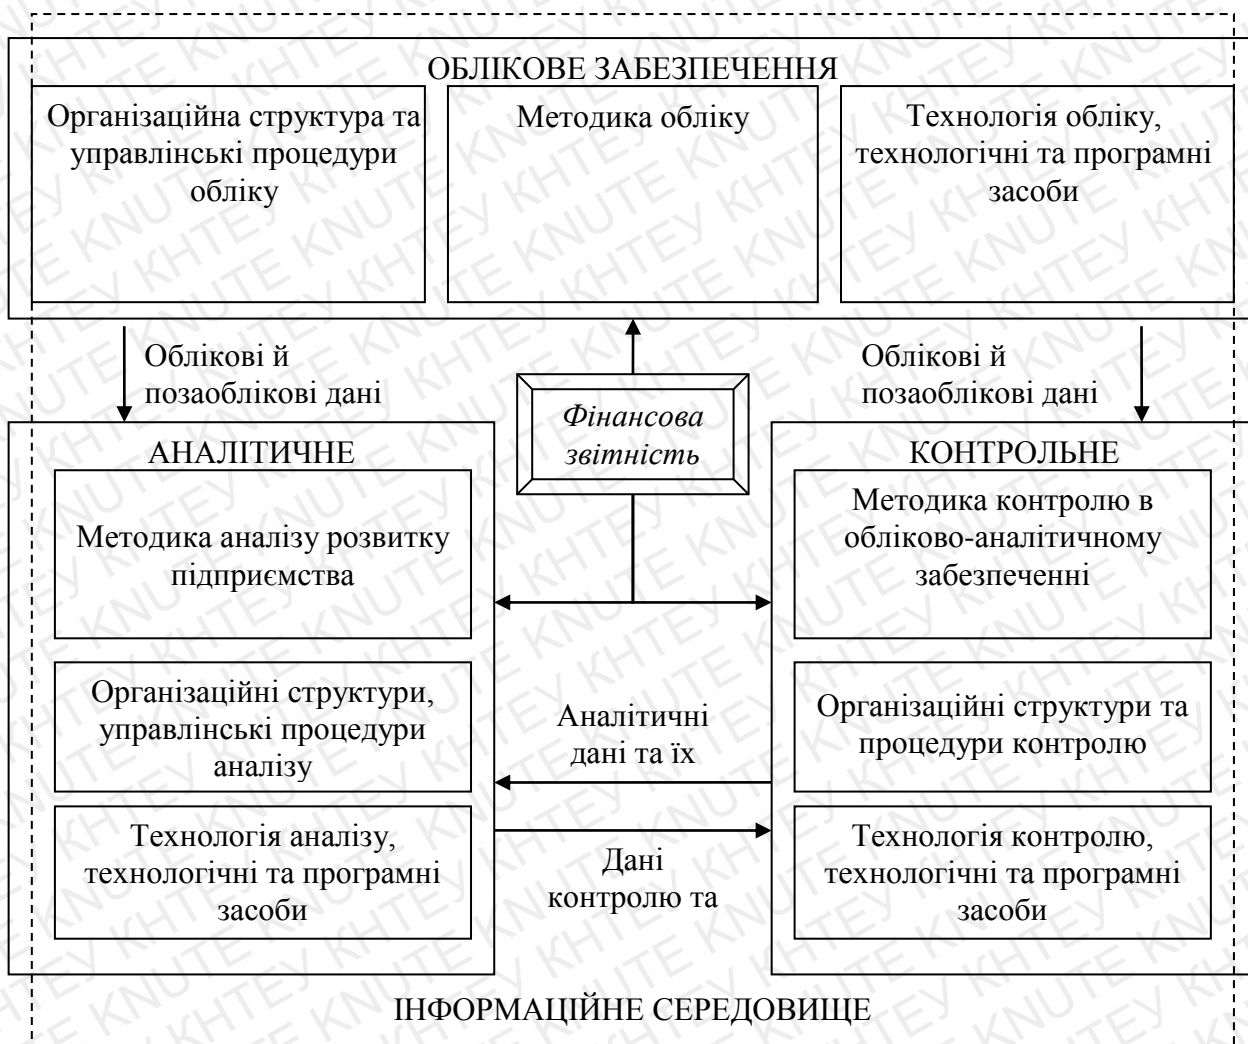 ОБЛІКОВЕ ЗАБЕЗПЕЧЕННЯ
Організаційна структура та
управлінські процедури
обліку
Методика обліку
Технологія обліку,
технологічні та програмні
засоби
Облікові й
позаоблікові дані
Фінансова
звітність
Облікові й
позаоблікові дані
АНАЛІТИЧНЕ
Методика аналізу розвитку
підприємства
Організаційні структури,
управлінські процедури
аналізу
Технологія аналізу,
технологічні та програмні
засоби
Аналітичні
дані та їх
Дані
контролю та
КОНТРОЛЬНЕ
Методика контролю в
обліково-аналітичному
забезпеченні
Організаційні структури та
процедури контролю
Технологія контролю,
технологічні та програмні
засоби
ІНФОРМАЦІЙНЕ СЕРЕДОВИЩЕ